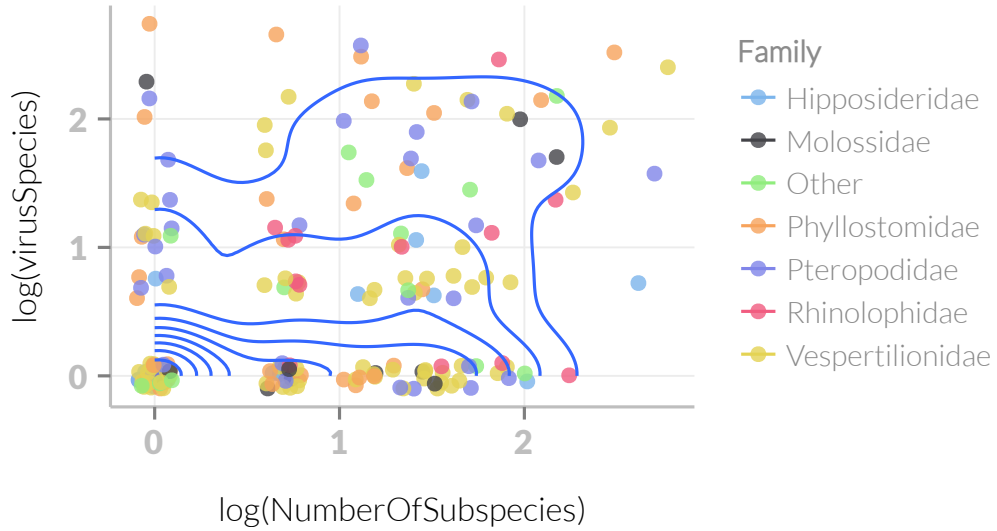 log(virusSpecies)
2
1
0
0
1
2
log(NumberOfSubspecies)
Family
Hipposideridae
Molossidae
Other
Phyllostomidae
Pteropodidae
Rhinolophidae
Vespertilionidae